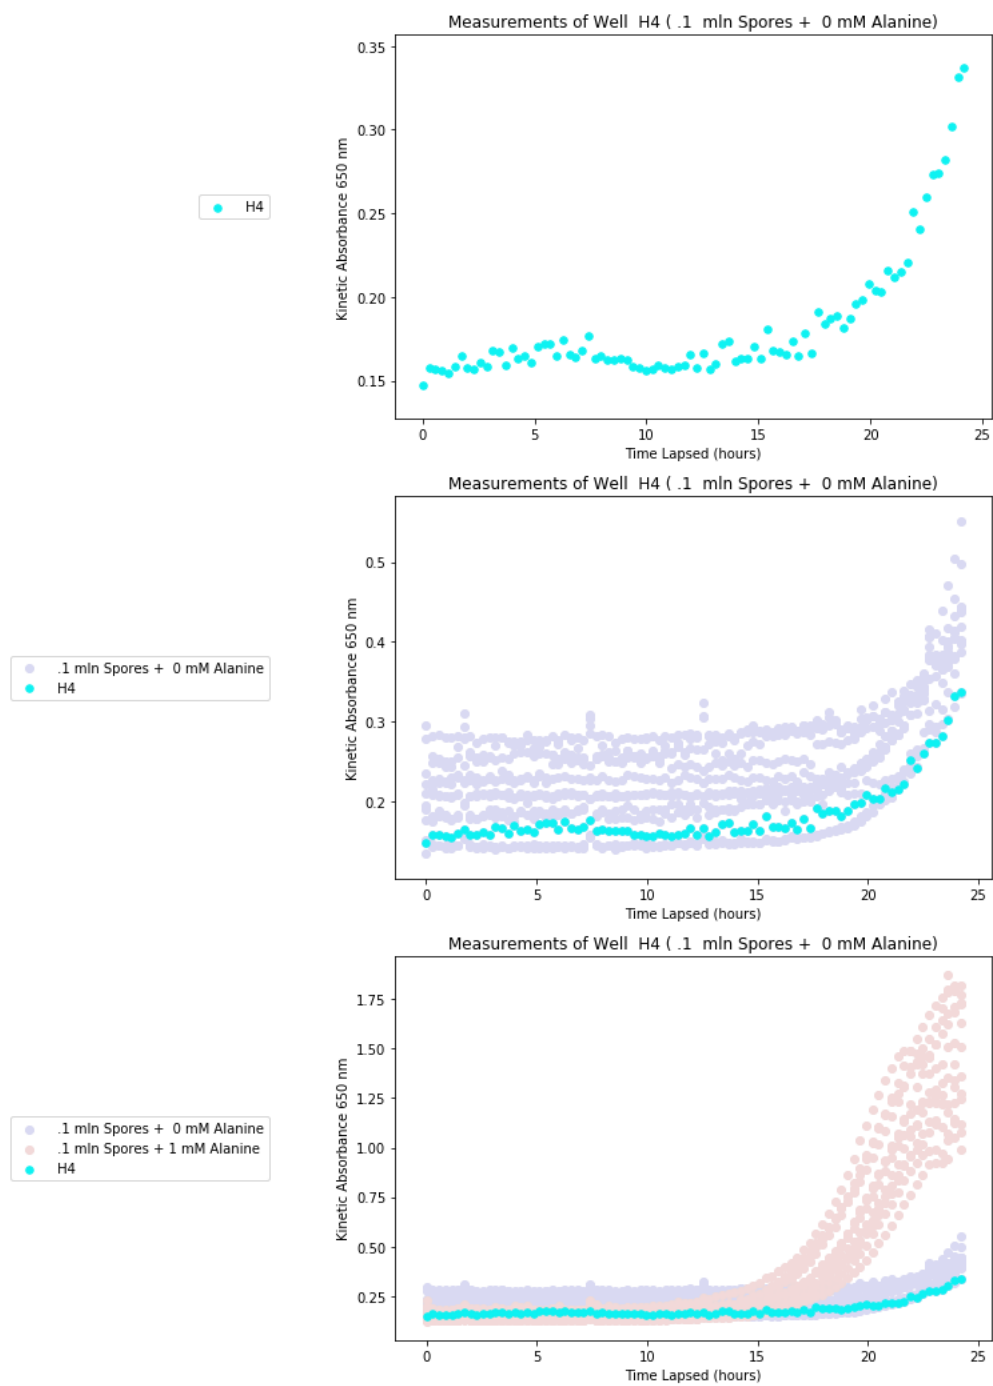 Measurements of Well  H4 ( .1  mln Spores +  0 mM Alanine)
H4
Kinetic Absorbance 650 nm
0.35
0.30
0.25
0.20
0.15
0 5 10 15 20 25
Time Lapsed (hours)
Measurements of Well  H4 ( .1  mln Spores +  0 mM Alanine)
.1 mln Spores +  0 mM Alanine
H4
Kinetic Absorbance 650 nm
0.5
0.4
0.3
0.2
0 5 10 15 20 25
Time Lapsed (hours)
Measurements of Well  H4 ( .1  mln Spores +  0 mM Alanine)
.1 mln Spores +  0 mM Alanine
.1 mln Spores + 1 mM Alanine
H4
Kinetic Absorbance 650 nm
1.75
1.50
1.25
1.00
0.75
0.50
0.25
0 5 10 15 20 25
Time Lapsed (hours)